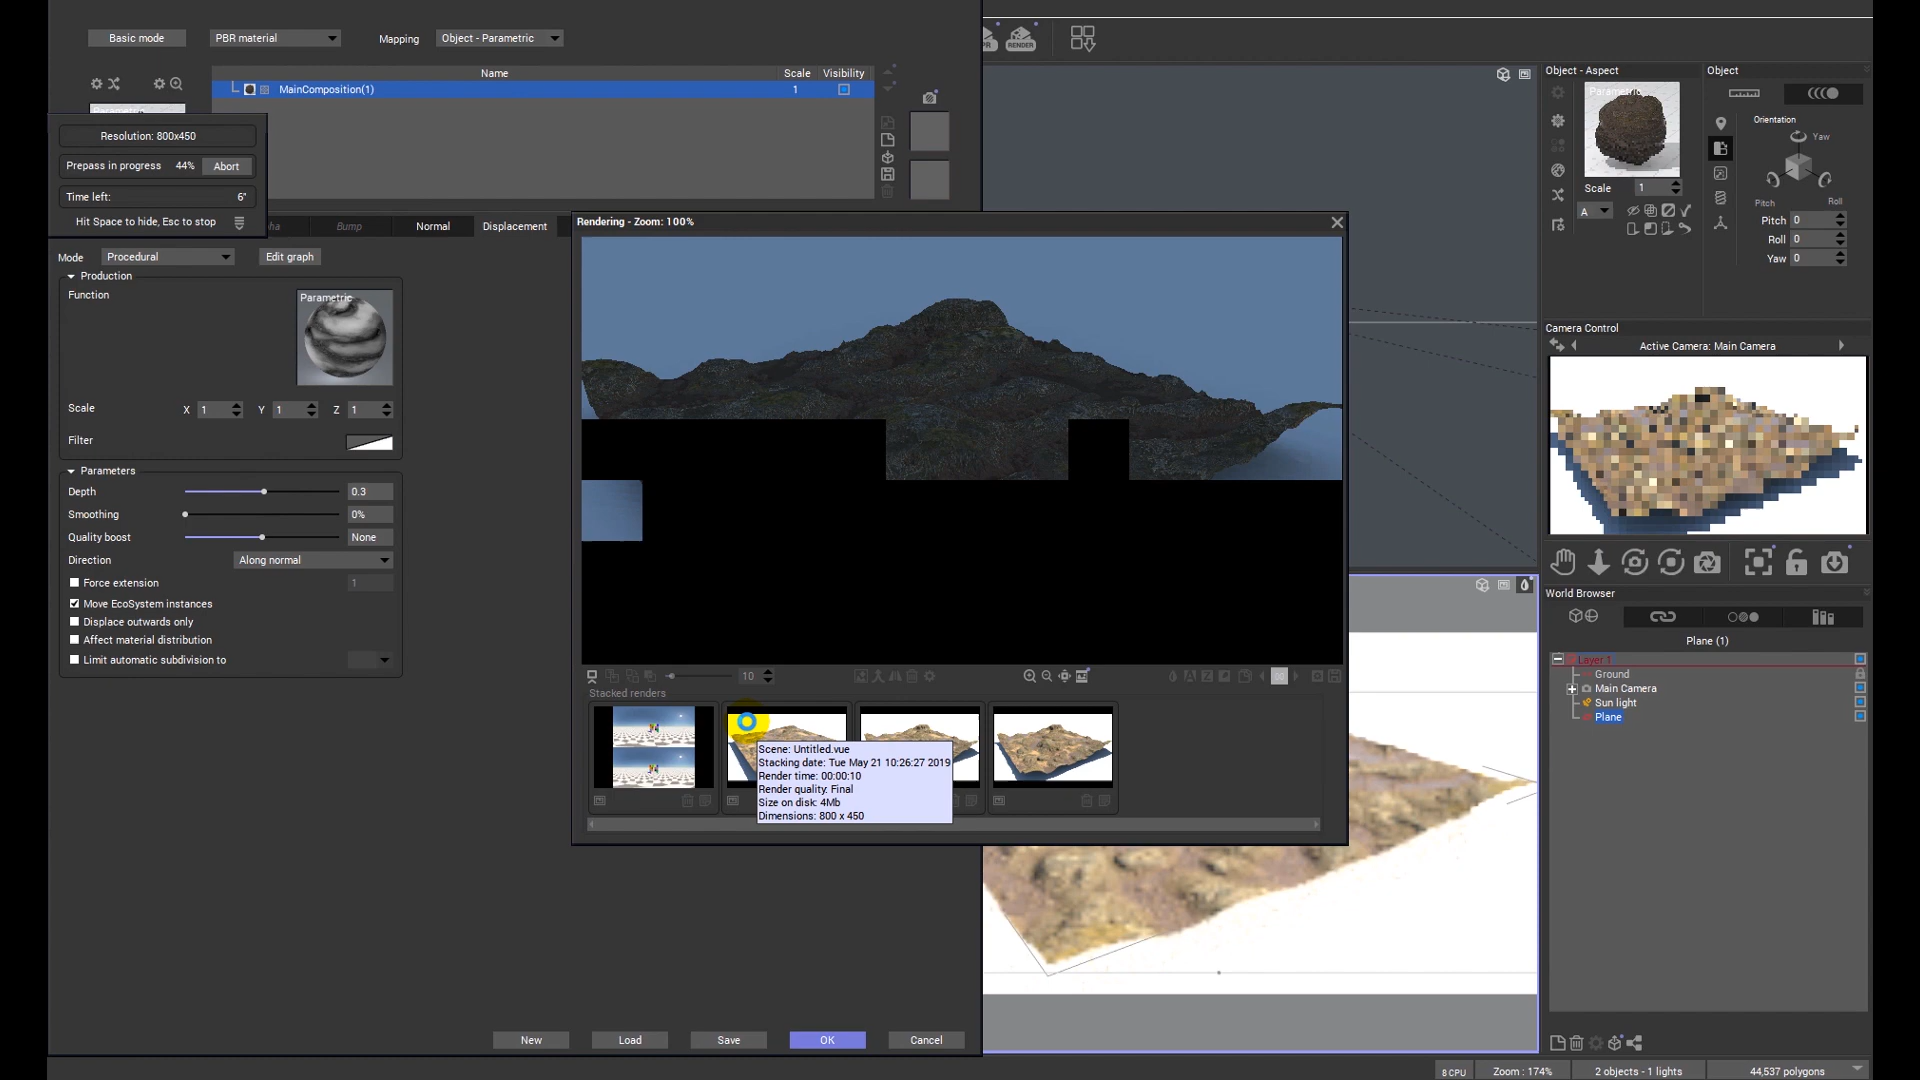 Basic mode
PBR material
Mapping
Object - Parametric
Name
Scale
Visibility
MainComposition(1)
1
Resolution: 800x450
Prepass in progress 44% Abort
Time left: 6"
Hit Space to hide, Esc to stop
Bump
Normal
Displacement
Mode
Procedural
Edit graph
Production
Function
Parametric
Scale X 1 Y 1 Z 1
Filter
Parameters
Depth 0.3
Smoothing 0%
Quality boost None
Direction Along normal
Force extension 1
Move EcoSystem instances
Displace outwards only
Affect material distribution
Limit automatic subdivision to
New
Load
Save
OK
Cancel
Rendering - Zoom: 100%
10
Stacked renders
Scene: Untitled.vue
Stacking date: Tue May 21 10:26:27 2019
Render time: 00:00:10
Render quality: Final
Size on disk: 4Mb
Dimensions: 800 x 450
RENDER
Object - Aspect
Object
Parametric
Scale 1
A
Orientation
Yaw
Pitch
Roll
Pitch 0
Roll 0
Yaw 0
Camera Control
Active Camera: Main Camera
World Browser
Plane (1)
Layer 1
Ground
Main Camera
Sun light
Plane
8 CPU
Zoom : 174%
2 objects - 1 lights
44,537 polygons